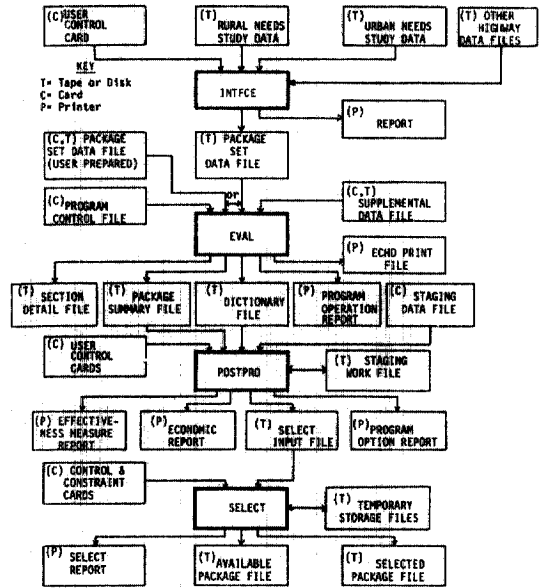 (C) USER
CONTROL
CARD
(T)
RURAL NEEDS
STUDY DATA
(T)
URBAN NEEDS
STUDY DATA
(T) OTHER
HIGHWAY
DATA FILES
KEY
T= Tape or Disk
C= Card
P= Printer
INTFCE
(P)
REPORT
(C,T) PACKAGE
SET DATA FILE
(USER PREPARED)
(T) PACKAGE
SET
DATA FILE
or
(C)
PROGRAM
CONTROL FILE
(C,T)
SUPPLEMENTAL
DATA FILE
EVAL
(P) ECHO PRINT
FILE
(T) SECTION
DETAIL FILE
(T) PACKAGE
SUMMARY FILE
(T)
DICTIONARY
FILE
(P) PROGRAM
OPERATION
REPORT
(C)
STAGING
DATA FILE
(C) USER
CONTROL
CARDS
POSTPRO
(T) STAGING
WORK FILE
(P) EFFECTIVE-
NESS MEASURE
REPORT
(P)
ECONOMIC
REPORT
(T) SELECT
INPUT FILE
(P) PROGRAM
OPTION REPORT
(C) CONTROL &
CONSTRAINT
CARDS
SELECT
(T) TEMPORARY
STORAGE FILES
(P) SELECT
REPORT
(T) AVAILABLE
PACKAGE FILE
(T) SELECTED
PACKAGE FILE